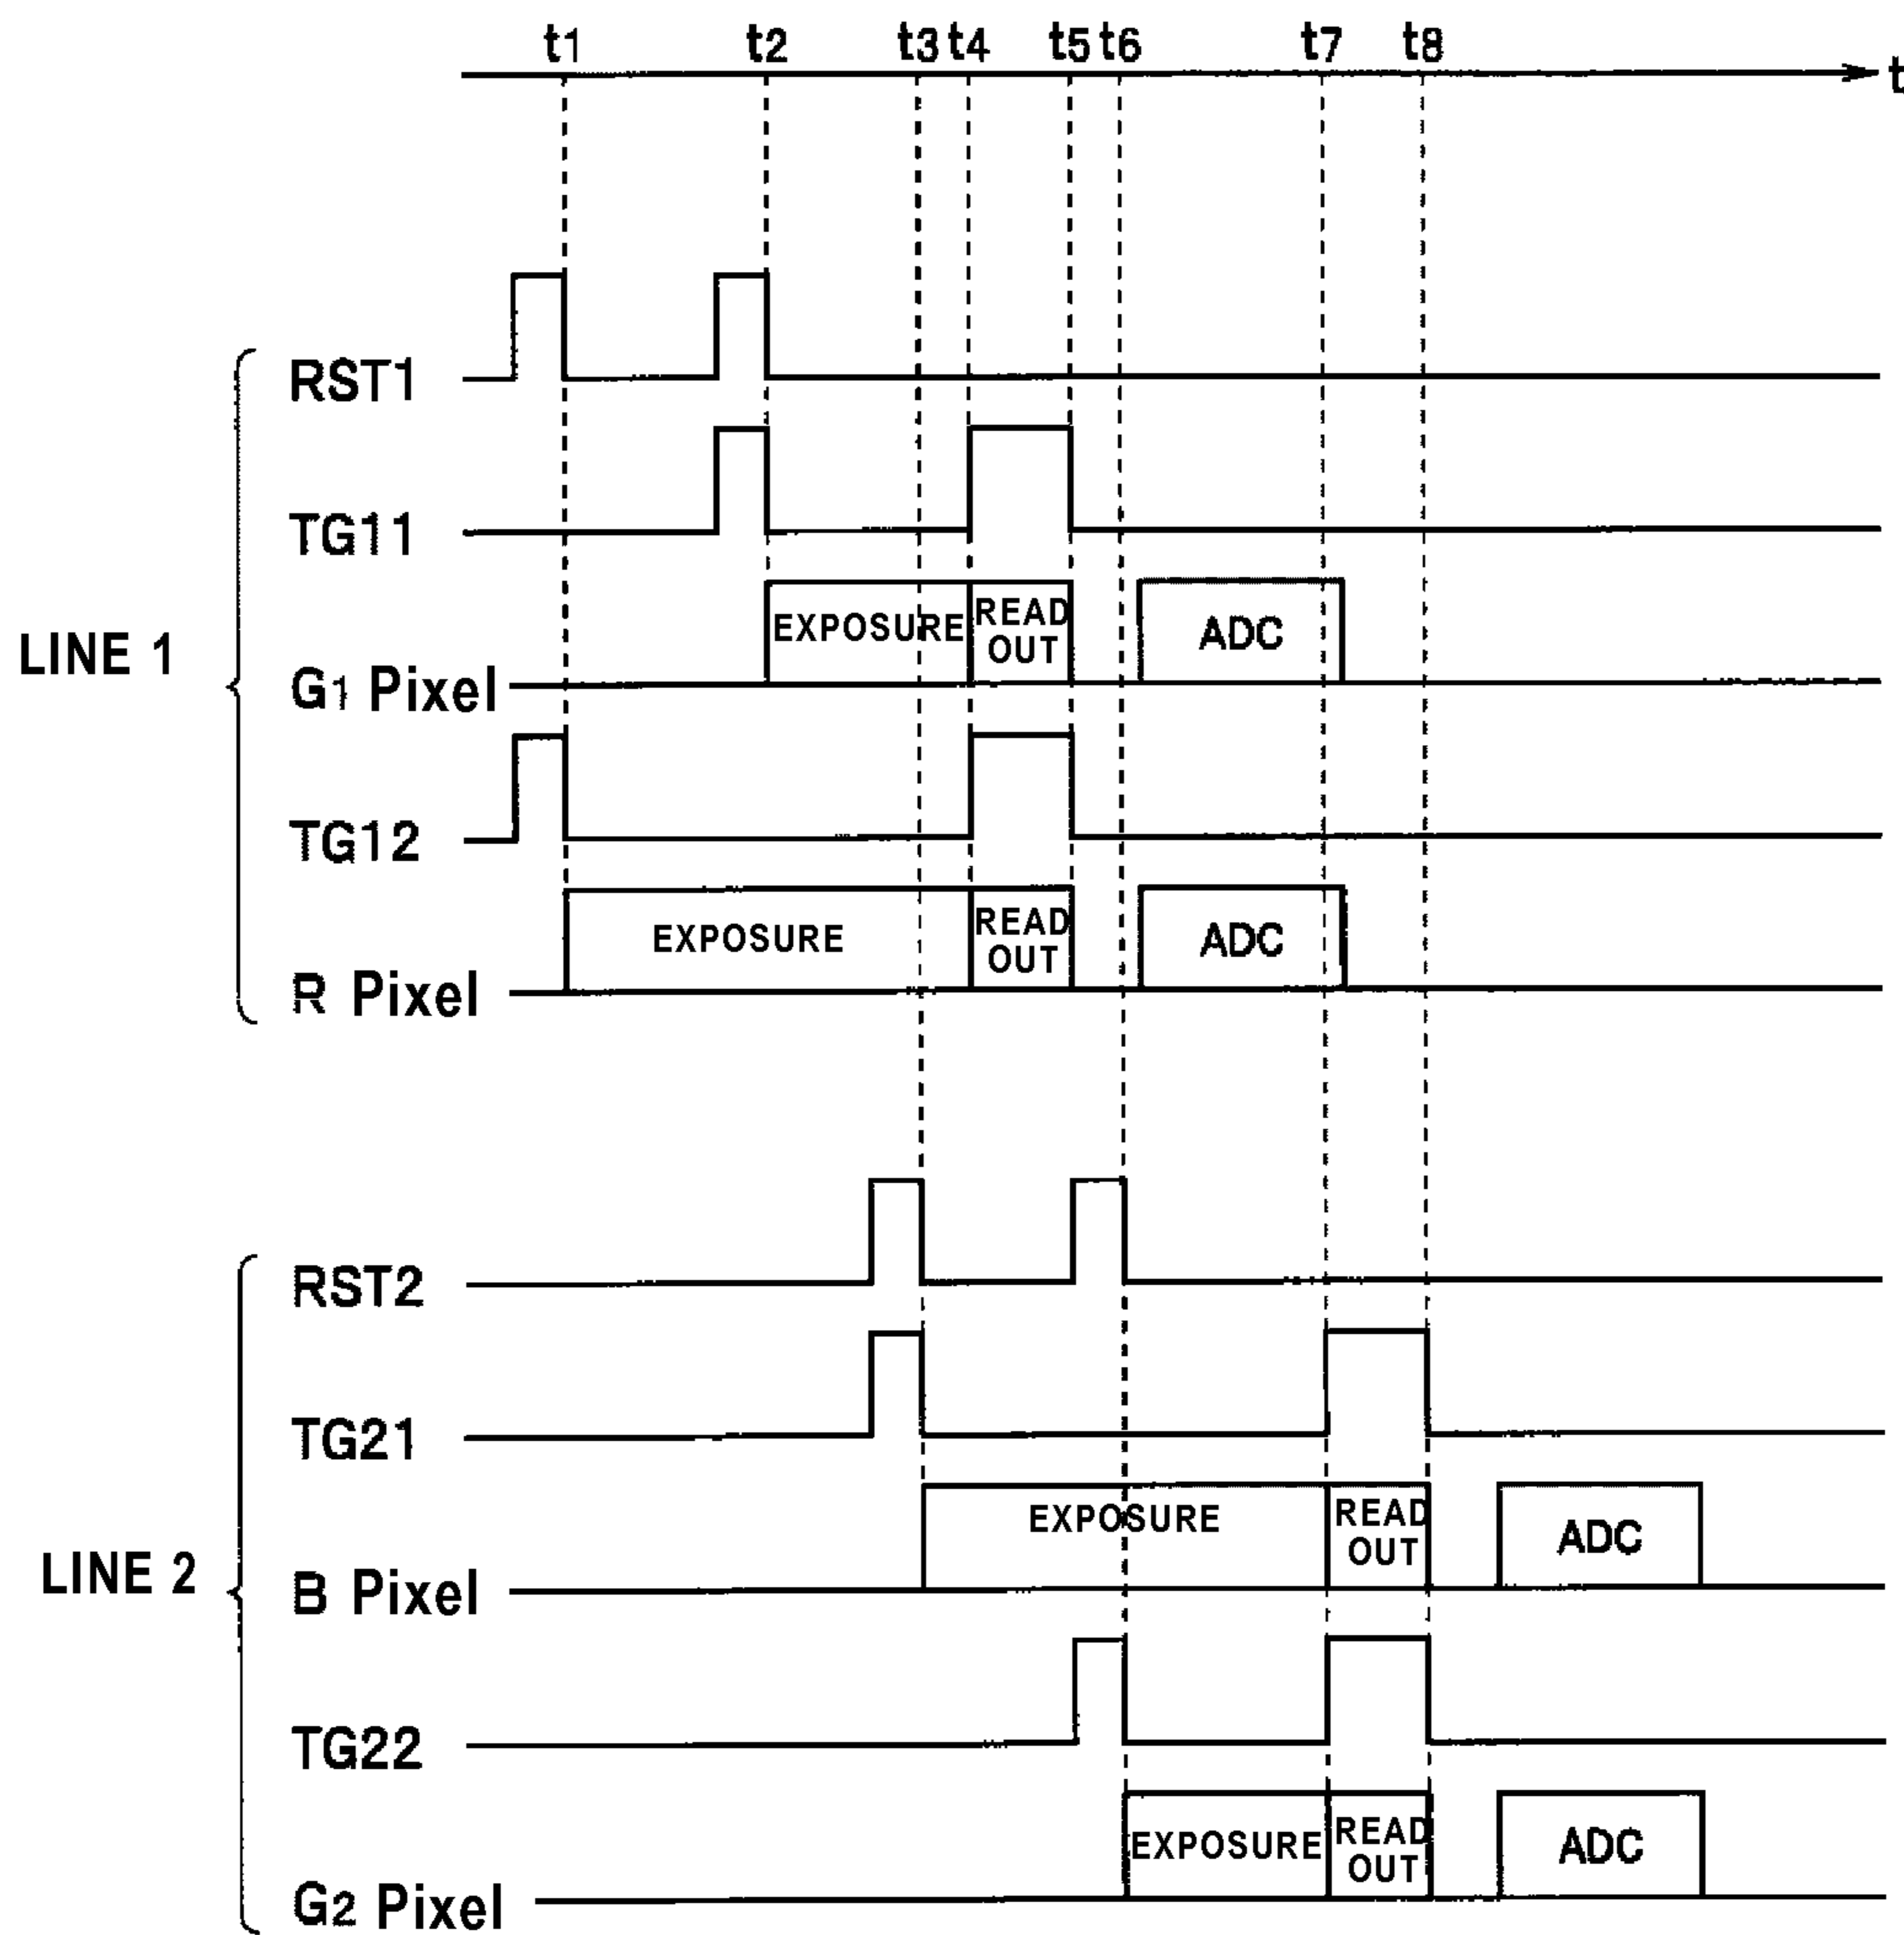 t1 t2 t3 t4 t5 t6 t7 t8
t
RST1
TG11
EXPOSURE READ OUT ADC
G1 Pixel
LINE 1
TG12
EXPOSURE READ OUT ADC
R Pixel
RST2
TG21
EXPOSURE READ OUT ADC
B Pixel
LINE 2
TG22
EXPOSURE READ OUT ADC
G2 Pixel